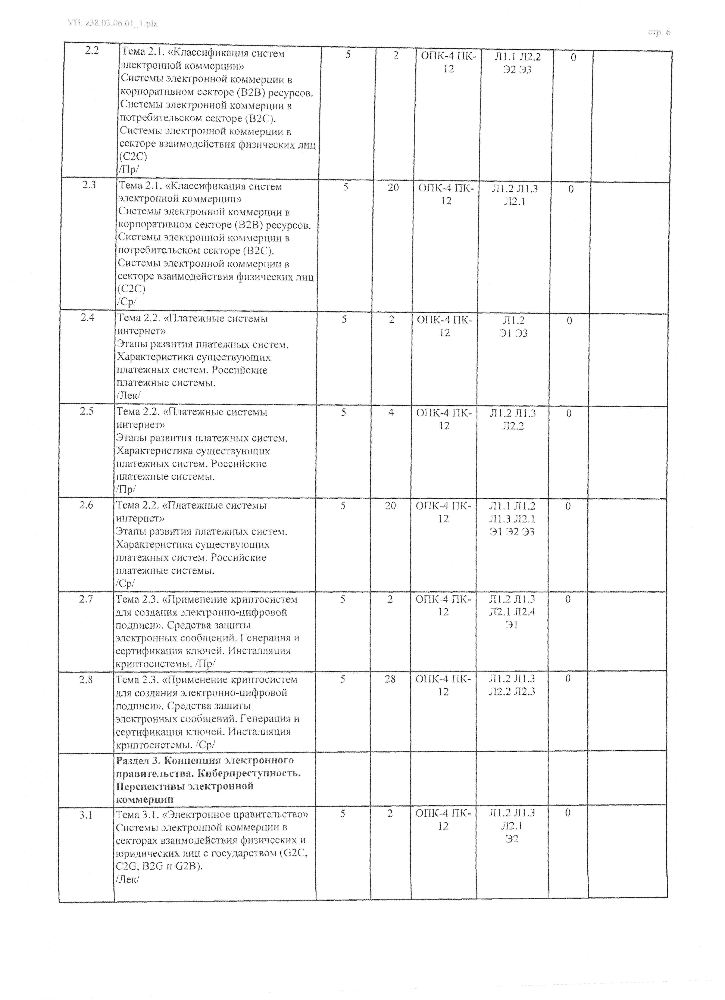 УП: z38.03.06.01_1.plx
стр. 6
2.2
Тема 2.1. «Классификация систем
электронной коммерции»
Системы электронной коммерции в
корпоративном секторе (B2B) ресурсов.
Системы электронной коммерции в
потребительском секторе (B2C).
Системы электронной коммерции в
секторе взаимодействия физических лиц
(C2C)
/Пр/
5
2
ОПК-4 ПК-
12
Л1.1 Л2.2
Э2 Э3
0
2.3
Тема 2.1. «Классификация систем
электронной коммерции»
Системы электронной коммерции в
корпоративном секторе (B2B) ресурсов.
Системы электронной коммерции в
потребительском секторе (B2C).
Системы электронной коммерции в
секторе взаимодействия физических лиц
(C2C)
/Ср/
5
20
ОПК-4 ПК-
12
Л1.2 Л1.3
Л2.1
0
2.4
Тема 2.2. «Платежные системы
интернет»
Этапы развития платежных систем.
Характеристика существующих
платежных систем. Российские
платежные системы.
/Лек/
5
2
ОПК-4 ПК-
12
Л1.2
Э1 Э3
0
2.5
Тема 2.2. «Платежные системы
интернет»
Этапы развития платежных систем.
Характеристика существующих
платежных систем. Российские
платежные системы.
/Пр/
5
4
ОПК-4 ПК-
12
Л1.2 Л1.3
Л2.2
0
2.6
Тема 2.2. «Платежные системы
интернет»
Этапы развития платежных систем.
Характеристика существующих
платежных систем. Российские
платежные системы.
/Ср/
5
20
ОПК-4 ПК-
12
Л1.1 Л1.2
Л1.3 Л2.1
Э1 Э2 Э3
0
2.7
Тема 2.3. «Применение криптосистем
для создания электронно-цифровой
подписи». Средства защиты
электронных сообщений. Генерация и
сертификация ключей. Инсталляция
криптосистемы. /Пр/
5
2
ОПК-4 ПК-
12
Л1.2 Л1.3
Л2.1 Л2.4
Э1
0
2.8
Тема 2.3. «Применение криптосистем
для создания электронно-цифровой
подписи». Средства защиты
электронных сообщений. Генерация и
сертификация ключей. Инсталляция
криптосистемы. /Ср/
5
28
ОПК-4 ПК-
12
Л1.2 Л1.3
Л2.2 Л2.3
0
Раздел 3. Концепция электронного
правительства. Киберпреступность.
Перспективы электронной
коммерции
3.1
Тема 3.1. «Электронное правительство»
Системы электронной коммерции в
секторах взаимодействия физических и
юридических лиц с государством (G2C,
C2G, B2G и G2B).
/Лек/
5
2
ОПК-4 ПК-
12
Л1.2 Л1.3
Л2.1
Э2
0